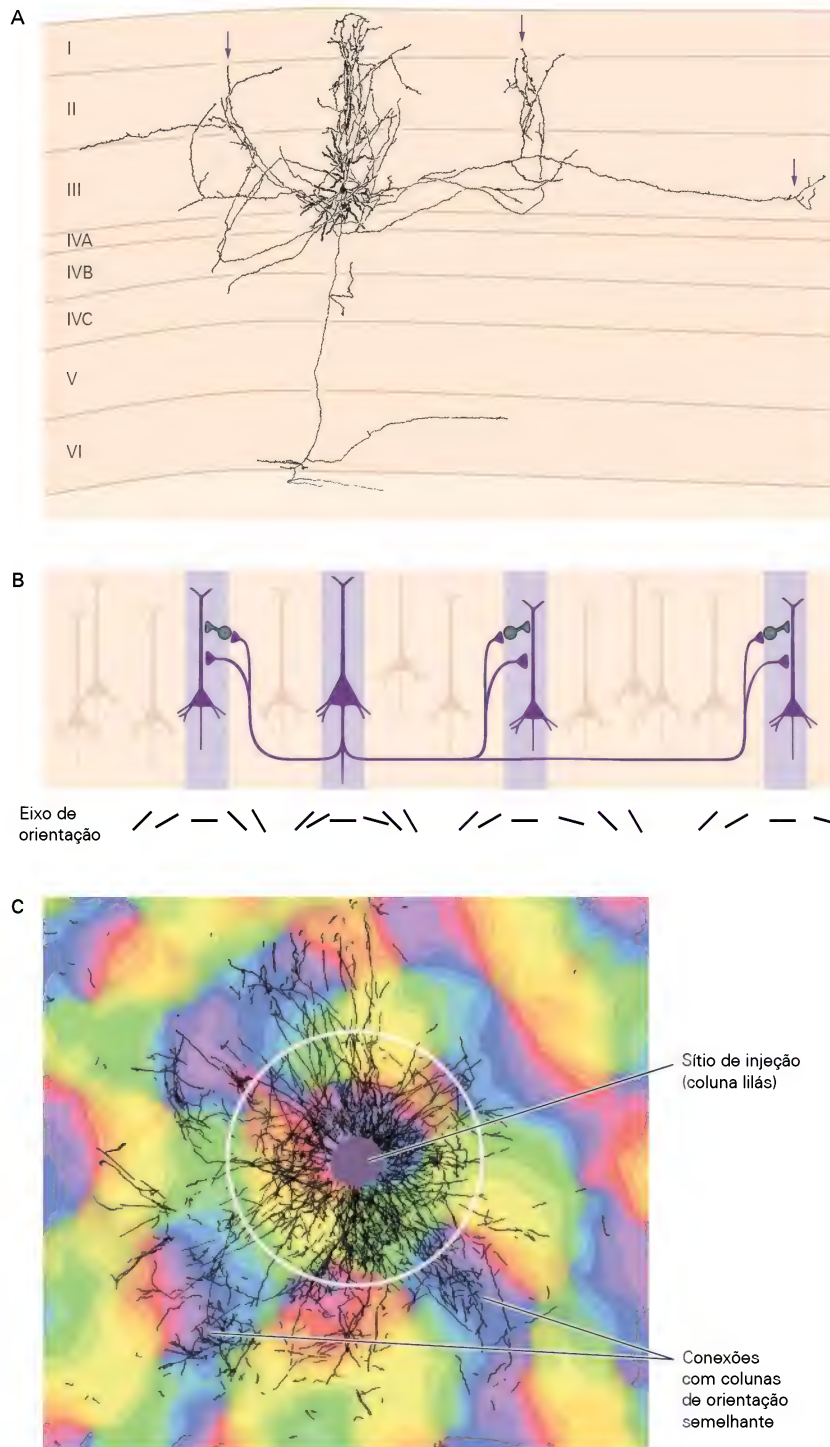 A
I
II
III
IVA
IVB
IVC
V
VI
B
Eixo de
orientação
C
Sítio de injeção
(coluna lilás)
Conexões
com colunas
de orientação
semelhante